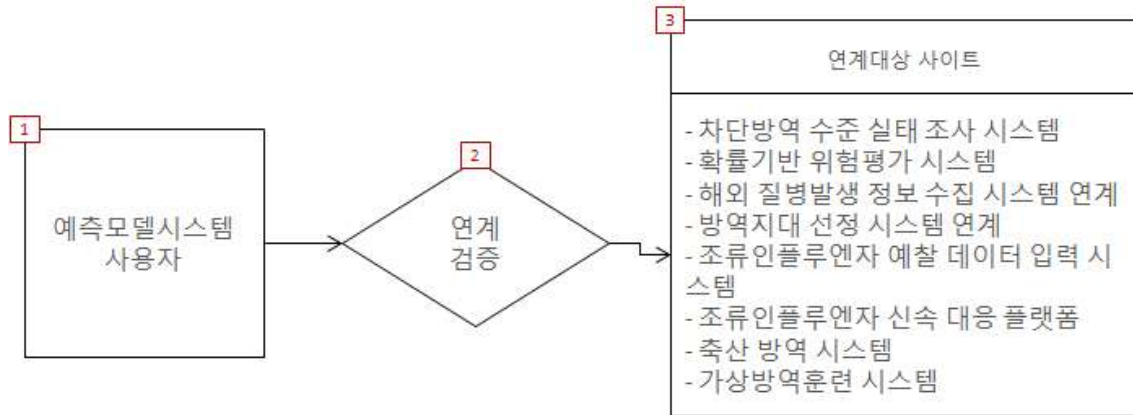 1
예측모델시스템
사용자
2
연계
검증
3
연계대상 사이트
- 차단방역 수준 실태 조사 시스템
- 확률기반 위험평가 시스템
- 해외 질병발생 정보 수집 시스템 연계
- 방역지대 선정 시스템 연계
- 조류인플루엔자 예찰 데이터 입력 시
스템
- 조류인플루엔자 신속 대응 플랫폼
- 축산 방역 시스템
- 가상방역훈련 시스템